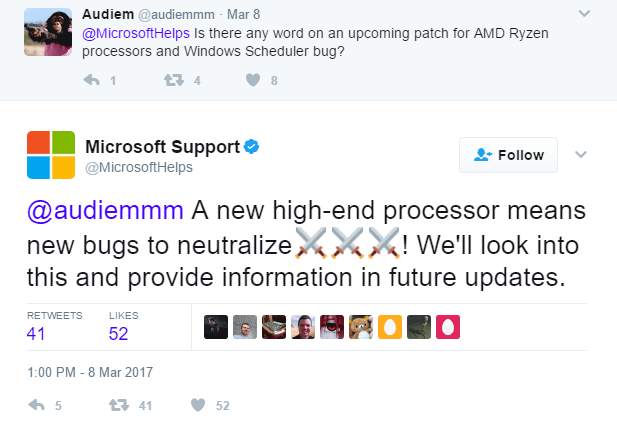 Audiem @audiemmm · Mar 8
@MicrosoftHelps Is there any word on an upcoming patch for AMD Ryzen
processors and Windows Scheduler bug?
1 4 8
Microsoft Support
@MicrosoftHelps
Follow
@audiemmm A new high-end processor means
new bugs to neutralize⚔️⚔️⚔️! We'll look into
this and provide information in future updates.
RETWEETS LIKES
41 52
1:00 PM - 8 Mar 2017
5 41 52